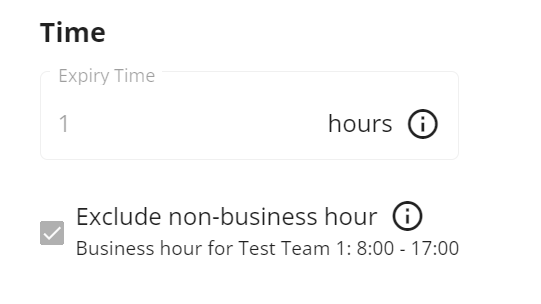 Time
Expiry Time
1 hours
Exclude non-business hour
Business hour for Test Team 1: 8:00 - 17:00